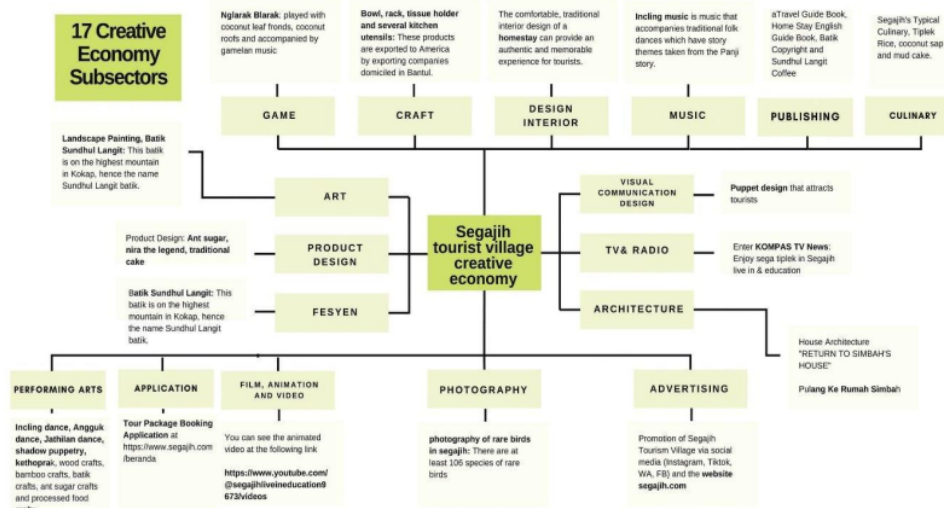 17 Creative
Economy
Subsectors
Nglarak Blarak: played with
coconut leaf fronds, coconut
roofs and accompanied by
gamelan music
Bowl, rack, tissue holder
and several kitchen
utensils: These products
are exported to America
by exporting companies
domiciled in Bantul.
The comfortable, traditional
interior design of a
homestay can provide an
authentic and memorable
experience for tourists.
Incling music is music that
accompanies traditional folk
dances which have story
themes taken from the Panji
story.
aTravel Guide Book,
Home Stay English
Guide Book, Batik
Copyright and
Sundhul Langit
Coffee
Segajih's Typical
Culinary, Tiplek
Rice, coconut sap
and mud cake.
GAME
CRAFT
DESIGN
INTERIOR
MUSIC
PUBLISHING
CULINARY
Landscape Painting, Batik
Sundhul Langit: This batik
is on the highest mountain
in Kokap, hence the name
Sundhul Langit batik.
ART
Product Design: Ant sugar,
nira the legend, traditional
cake
PRODUCT
DESIGN
Batik Sundhul Langit: This
batik is on the highest
mountain in Kokap, hence
the name Sundhul Langit
batik.
FESYEN
Segajih
tourist village
creative
economy
VISUAL
COMMUNICATION
DESIGN
Puppet design that attracts
tourists
TV& RADIO
Enter KOMPAS TV News:
Enjoy sega tiplek in Segajih
live in & education
ARCHITECTURE
House Architecture
"RETURN TO SIMBAH'S
HOUSE"
Pulang Ke Rumah Simbah
PERFORMING ARTS
APPLICATION
FILM, ANIMATION
AND VIDEO
PHOTOGRAPHY
ADVERTISING
Incling dance, Angguk
dance, Jathilan dance,
shadow puppetry,
kethoprak, wood crafts,
bamboo crafts, batik
crafts, ant sugar crafts
and processed food
Tour Package Booking
Application at
https://www.segajih.com
/beranda
You can see the animated
video at the following link
https://www.youtube.com/
@segajihliveineducation9
673/videos
photography of rare birds
in segajih: There are at
least 106 species of rare
birds
Promotion of Segajih
Tourism Village via social
media (Instagram, Tiktok,
WA, FB) and the website
segajih.com